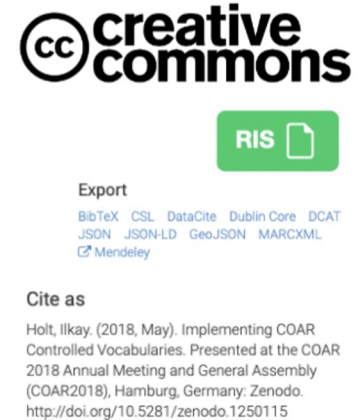 cc creative
commons
RIS
Export
BibTeX CSL DataCite Dublin Core DCAT
JSON JSON-LD GeoJSON MARCXML
Mendeley
Cite as
Holt, Ilkay. (2018, May). Implementing COAR
Controlled Vocabularies. Presented at the COAR
2018 Annual Meeting and General Assembly
(COAR2018), Hamburg, Germany: Zenodo.
http://doi.org/10.5281/zenodo.1250115